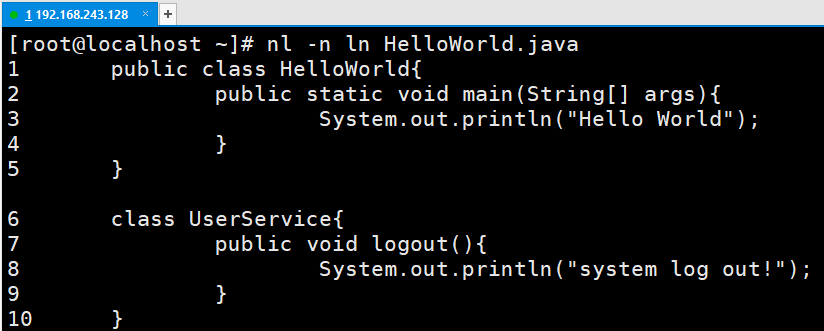 1 192.168.243.128 × +
[root@localhost ~]# nl -n ln HelloWorld.java
1       public class HelloWorld{
2               public static void main(String[] args){
3                       System.out.println("Hello World");
4               }
5       }

6       class UserService{
7               public void logout(){
8                       System.out.println("system log out!");
9               }
10      }